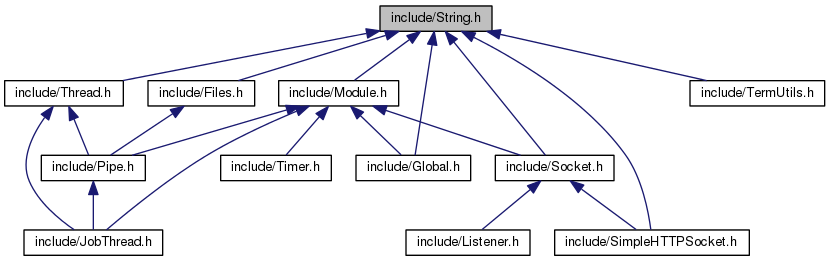 include/String.h
include/Thread.h
include/Files.h
include/Module.h
include/TermUtils.h
include/Pipe.h
include/Timer.h
include/Global.h
include/Socket.h
include/JobThread.h
include/Listener.h
include/SimpleHTTPSocket.h